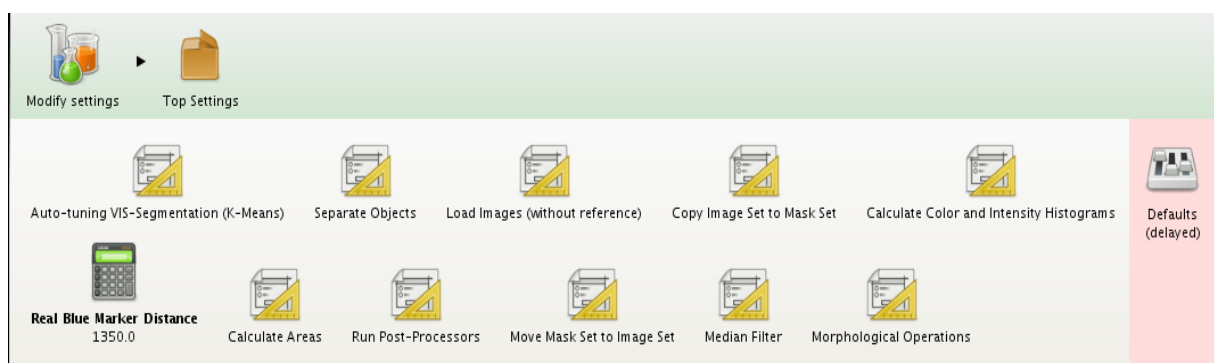 Modify settings
Top Settings
Auto-tuning VIS-Segmentation (K-Means)
Separate Objects
Load Images (without reference)
Copy Image Set to Mask Set
Calculate Color and Intensity Histograms
Defaults
(delayed)
Real Blue Marker Distance
1350.0
Calculate Areas
Run Post-Processors
Move Mask Set to Image Set
Median Filter
Morphological Operations